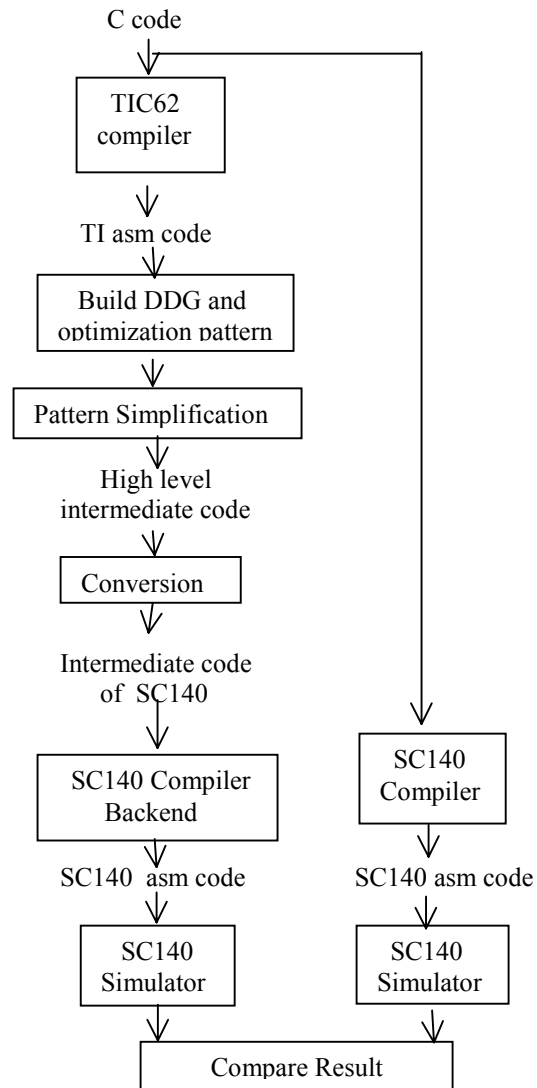 C code
TIC62
compiler
TI asm code
Build DDG and
optimization pattern
Pattern Simplification
High level
intermediate code
Conversion
Intermediate code
of SC140
SC140 Compiler
Backend
SC140 asm code
SC140
Simulator
SC140
Compiler
SC140 asm code
SC140
Simulator
Compare Result